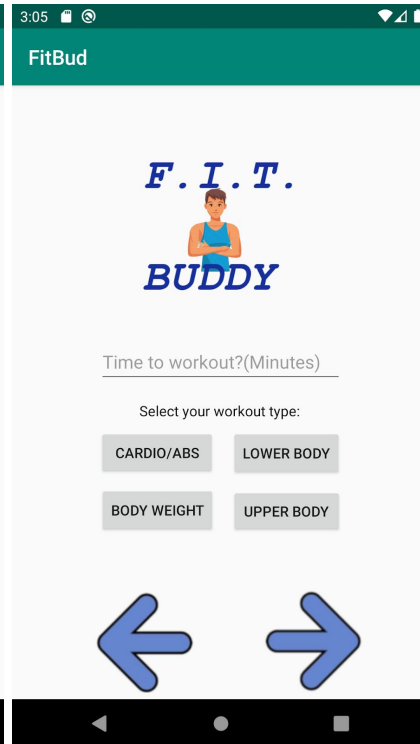 3:05
FitBud
F.I.T.
BUDDY
Time to workout?(Minutes)
Select your workout type:
CARDIO/ABS LOWER BODY
BODY WEIGHT UPPER BODY